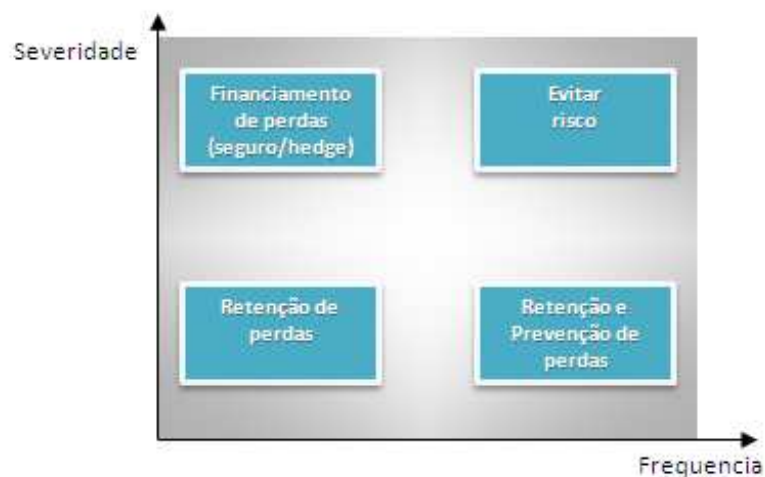 Severidade
Financiamento
de perdas
(seguro/hedge)
Evitar
risco
Retenção de
perdas
Retenção e
Prevenção de
perdas
Frequencia